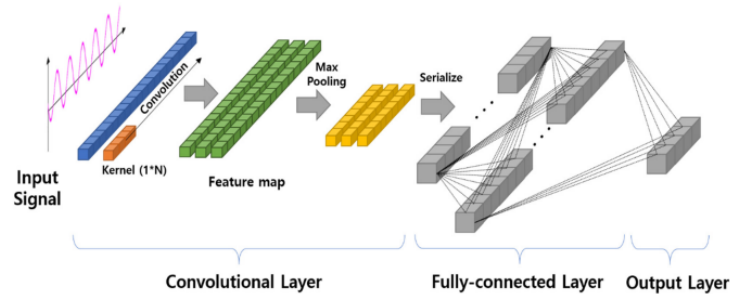 Input
Signal
Convolution
Kernel (1*N)
Feature map
Max
Pooling
Serialize
Convolutional Layer
Fully-connected Layer
Output Layer